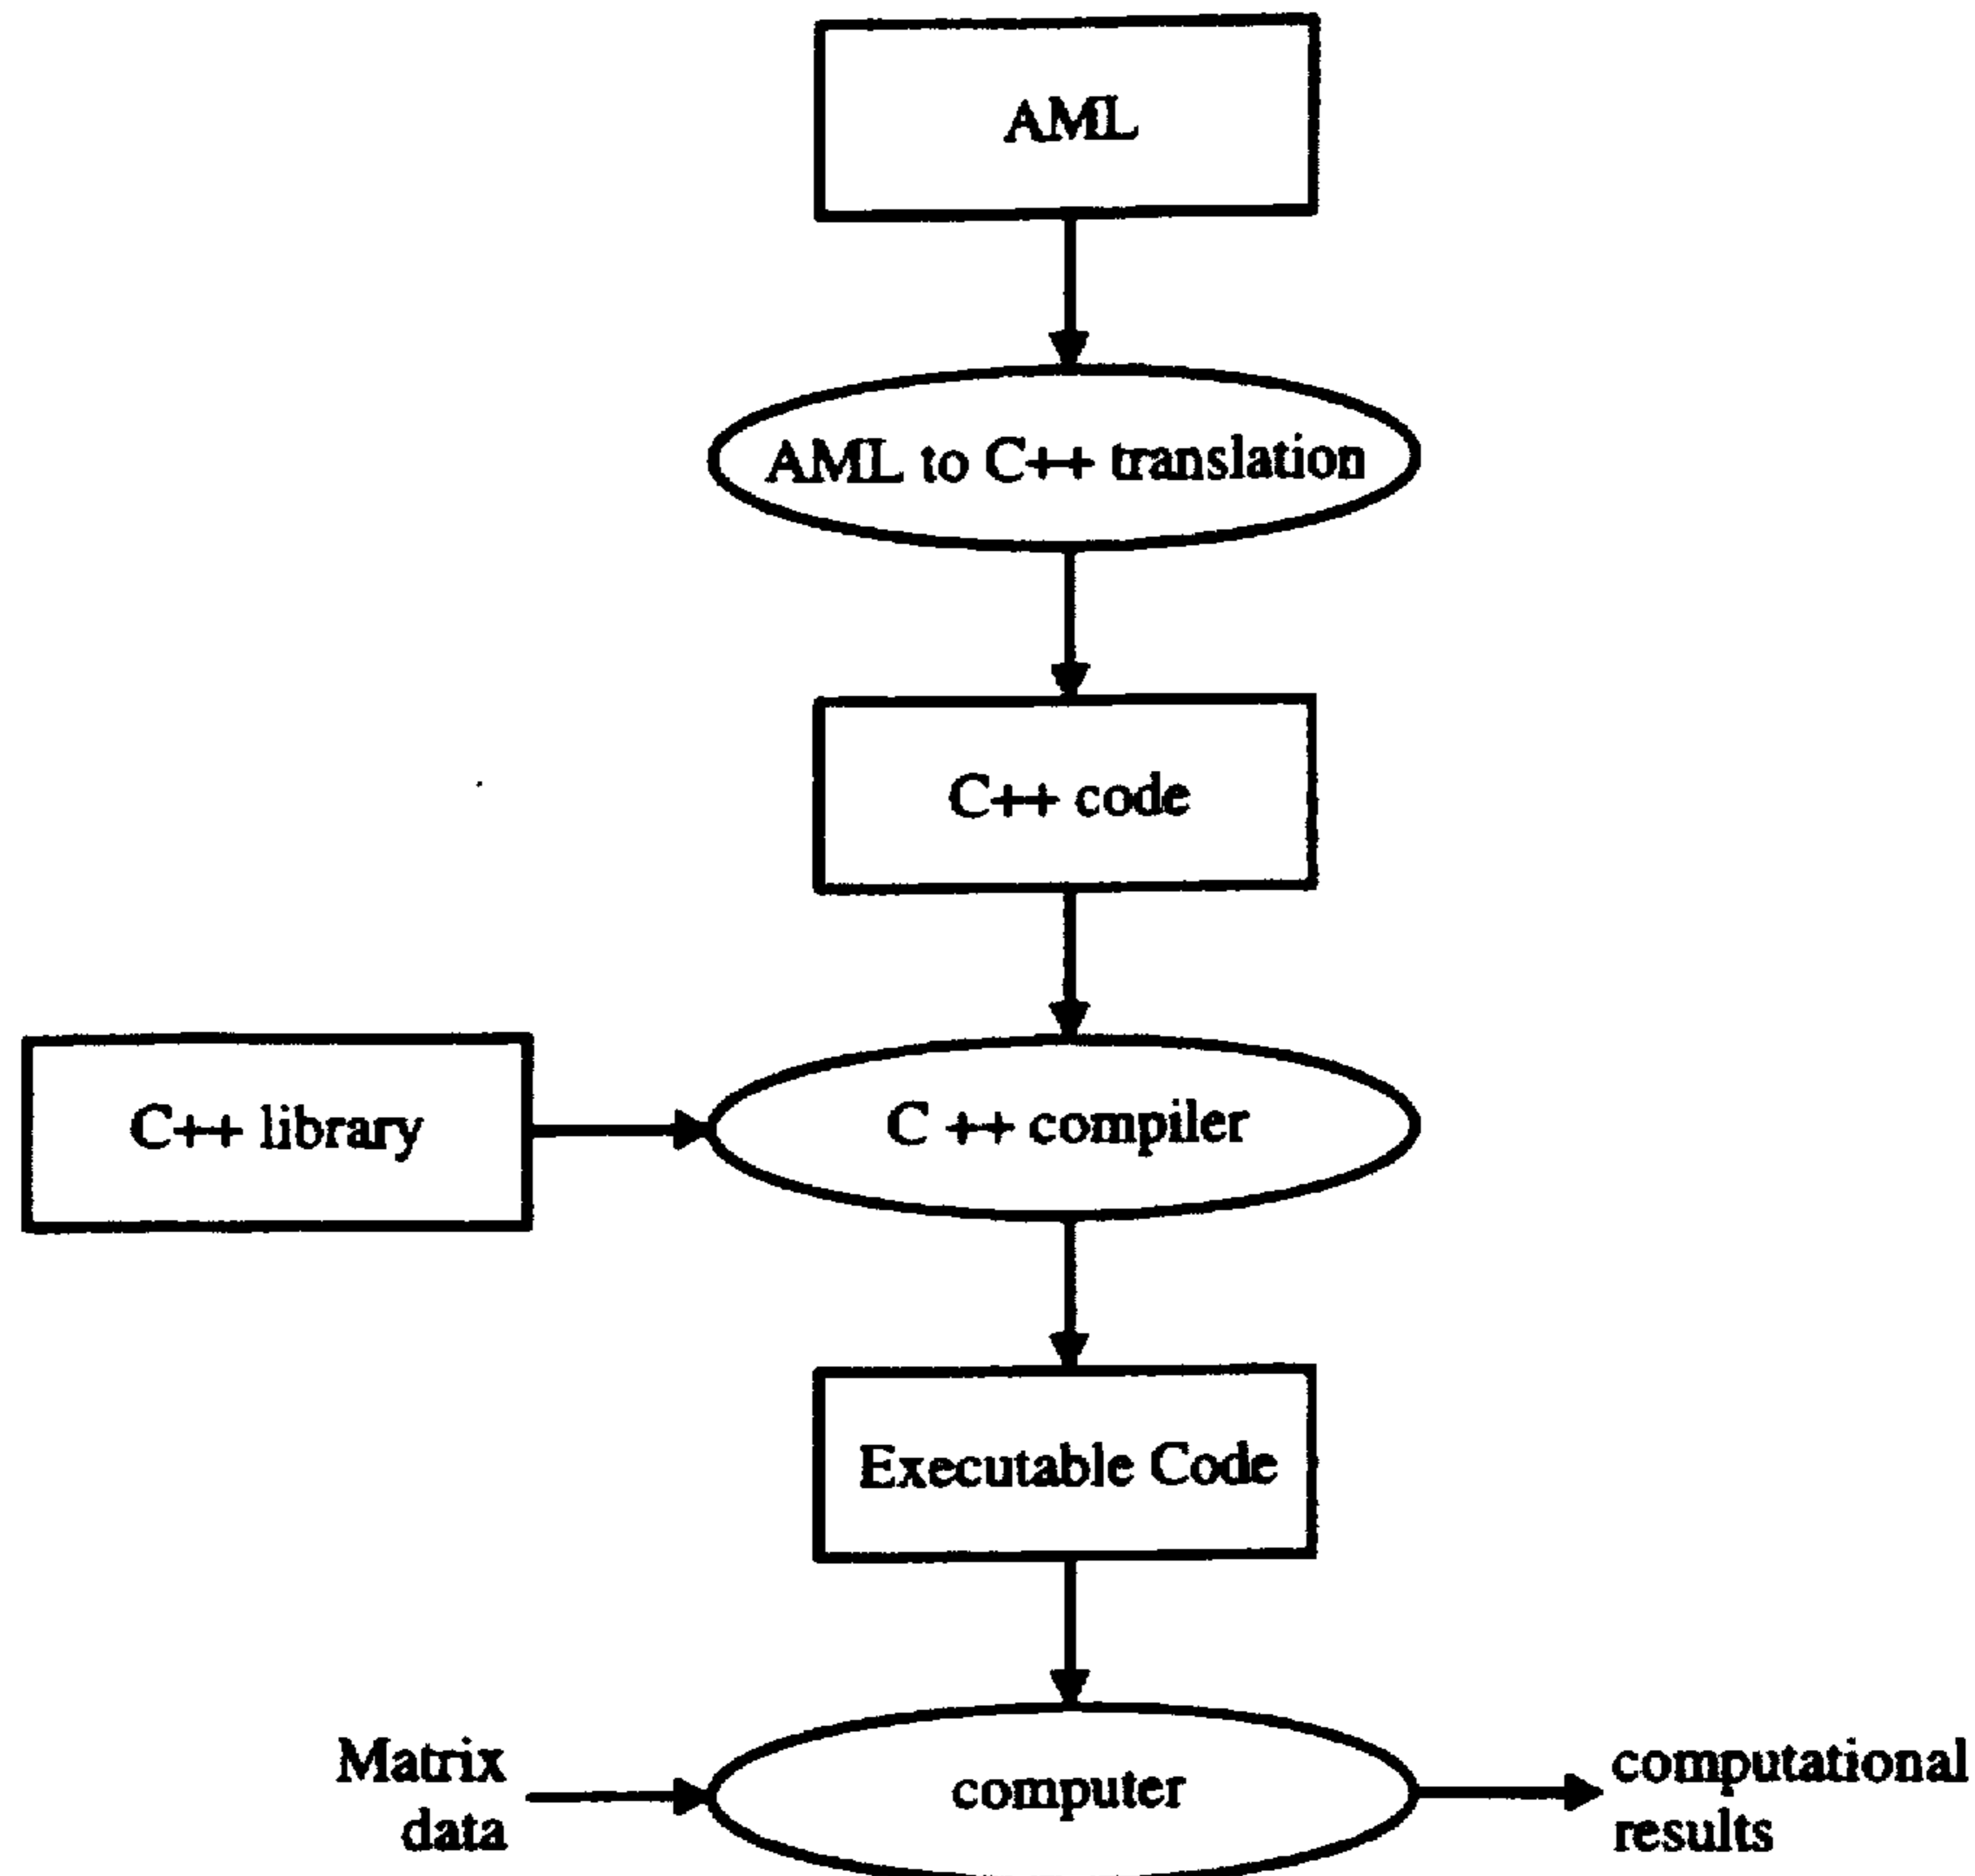 AML
AML to C++ translation
C++ code
C++ library
C ++ compiler
Executable Code
Matrix
data
computer
computational
results